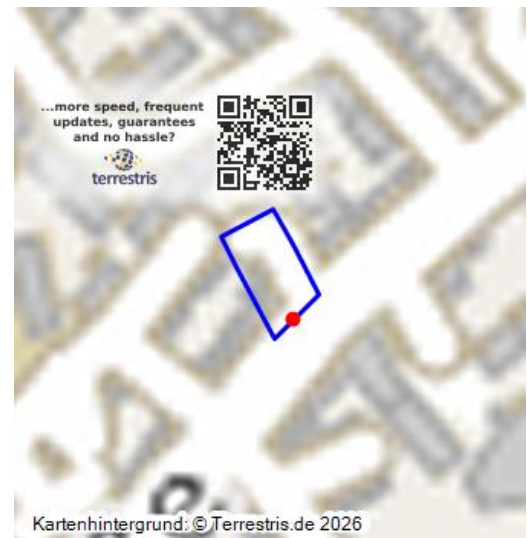 ...more speed, frequent
updates, guarantees
and no hassle?
terrestris
Kartenhintergrund: © Terrestris.de 2026